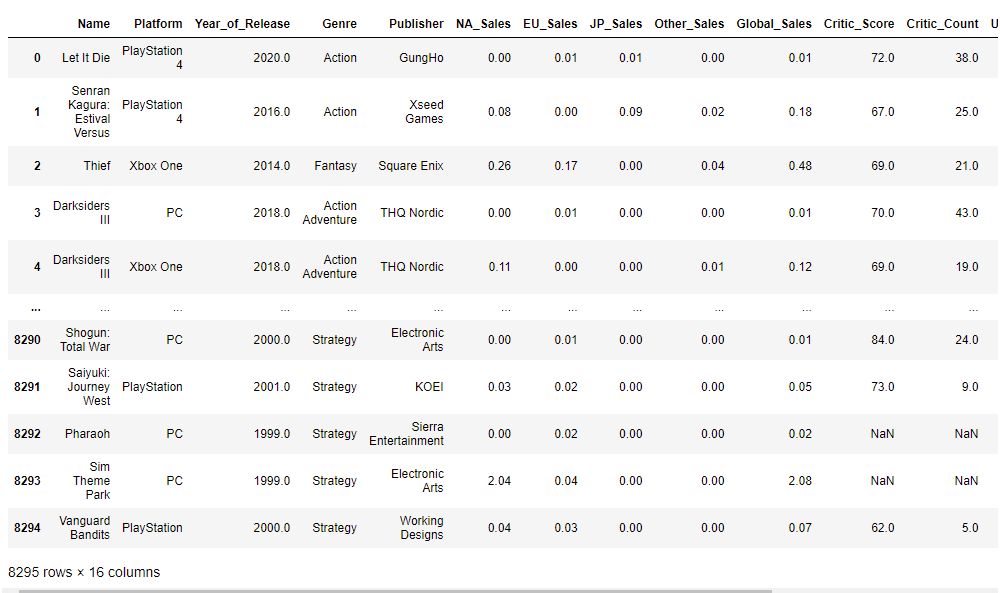 Name Platform Year_of_Release Genre Publisher NA_Sales EU_Sales JP_Sales Other_Sales Global_Sales Critic_Score Critic_Count U
0 Let It Die PlayStation 4 2020.0 Action GungHo 0.00 0.01 0.01 0.00 0.01 72.0 38.0
1 Senran Kagura: Estival Versus PlayStation 4 2016.0 Action Xseed Games 0.08 0.00 0.09 0.02 0.18 67.0 25.0
2 Thief Xbox One 2014.0 Fantasy Square Enix 0.26 0.17 0.00 0.04 0.48 69.0 21.0
3 Darksiders III PC 2018.0 Action Adventure THQ Nordic 0.00 0.01 0.00 0.00 0.01 70.0 43.0
4 Darksiders III Xbox One 2018.0 Action Adventure THQ Nordic 0.11 0.00 0.00 0.01 0.12 69.0 19.0
... ... ... ... ... ... ... ... ... ... ... ... ...
8290 Shogun: Total War PC 2000.0 Strategy Electronic Arts 0.00 0.01 0.00 0.00 0.01 84.0 24.0
8291 Saiyuki: Journey West PlayStation 2001.0 Strategy KOEI 0.03 0.02 0.00 0.00 0.05 73.0 9.0
8292 Pharaoh PC 1999.0 Strategy Sierra Entertainment 0.00 0.02 0.00 0.00 0.02 NaN NaN
8293 Sim Theme Park PC 1999.0 Strategy Electronic Arts 2.04 0.04 0.00 0.00 2.08 NaN NaN
8294 Vanguard Bandits PlayStation 2000.0 Strategy Working Designs 0.04 0.03 0.00 0.00 0.07 62.0 5.0
8295 rows × 16 columns